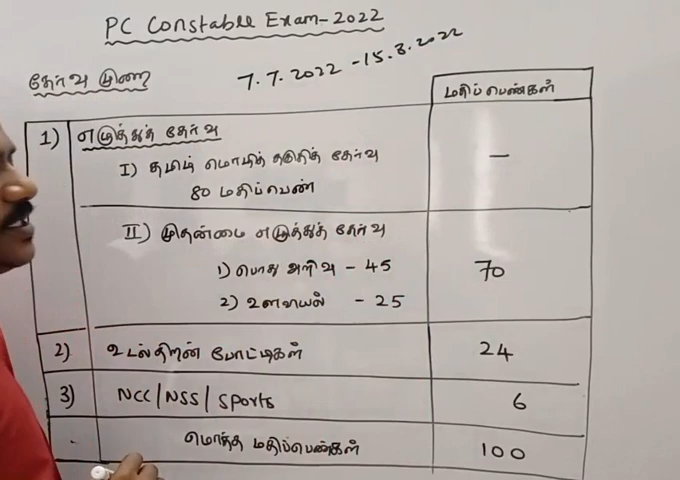 PC Constable Exam-2022
தேர்வு முறை
7.7.2022 - 15.8.2022
மதிப்பெண்கள்
1) எழுத்துத் தேர்வு
I) தமிழ் மொழித் தகுதித் தேர்வு -
80 மதிப்பெண்
II) முதன்மை எழுத்துத் தேர்வு
1) பொது அறிவு - 45 70
2) உளவியல் - 25
2) உடல்திறன் போட்டிகள் 24
3) NCC/NSS/Sports 6
மொத்த மதிப்பெண்கள் 100